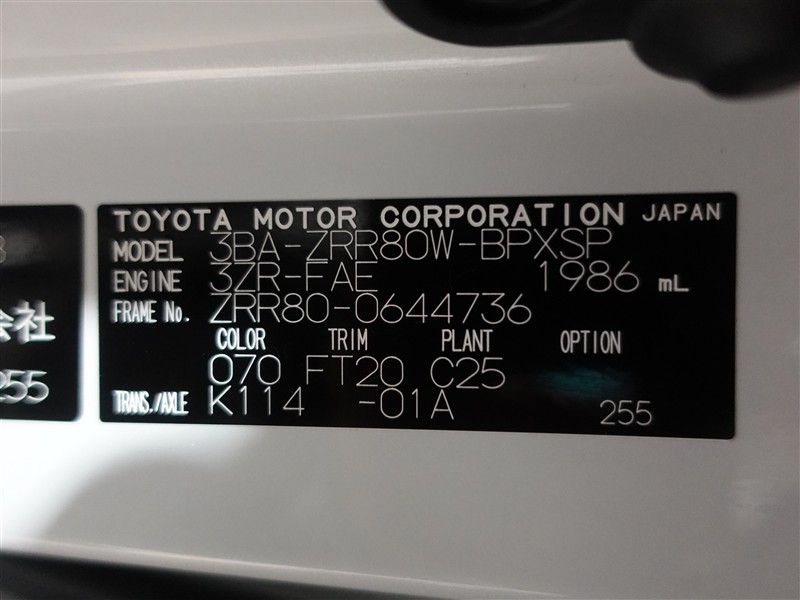 TOYOTA MOTOR CORPORATION JAPAN
MODEL 3BA-ZRR80W-BPXSP
ENGINE 3ZR-FAE 1986 mL
FRAME No. ZRR80-0644736
COLOR TRIM PLANT OPTION
070 FT20 C25
TRANS./AXLE K114 -01A
255
会社
255